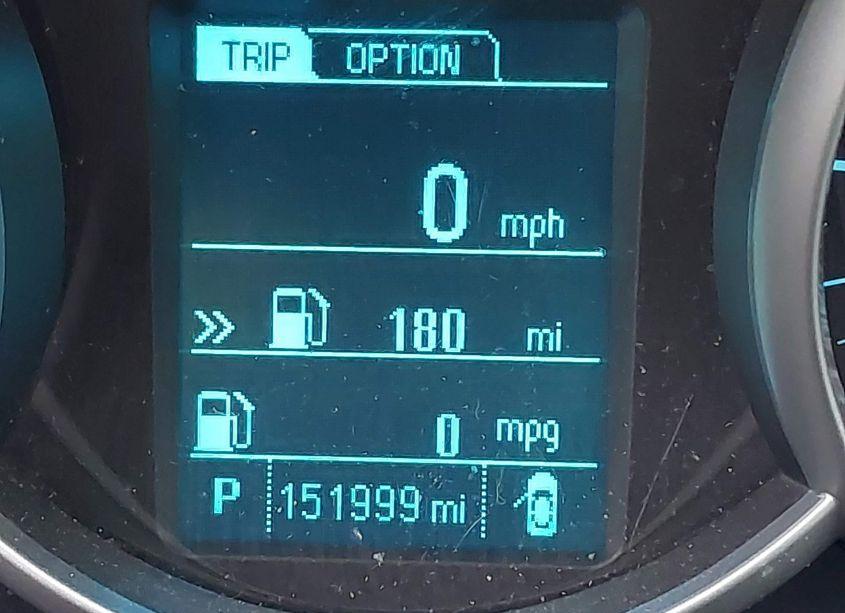 TRIP OPTION
0 mph
180 mi
0 mpg
P 151999 mi